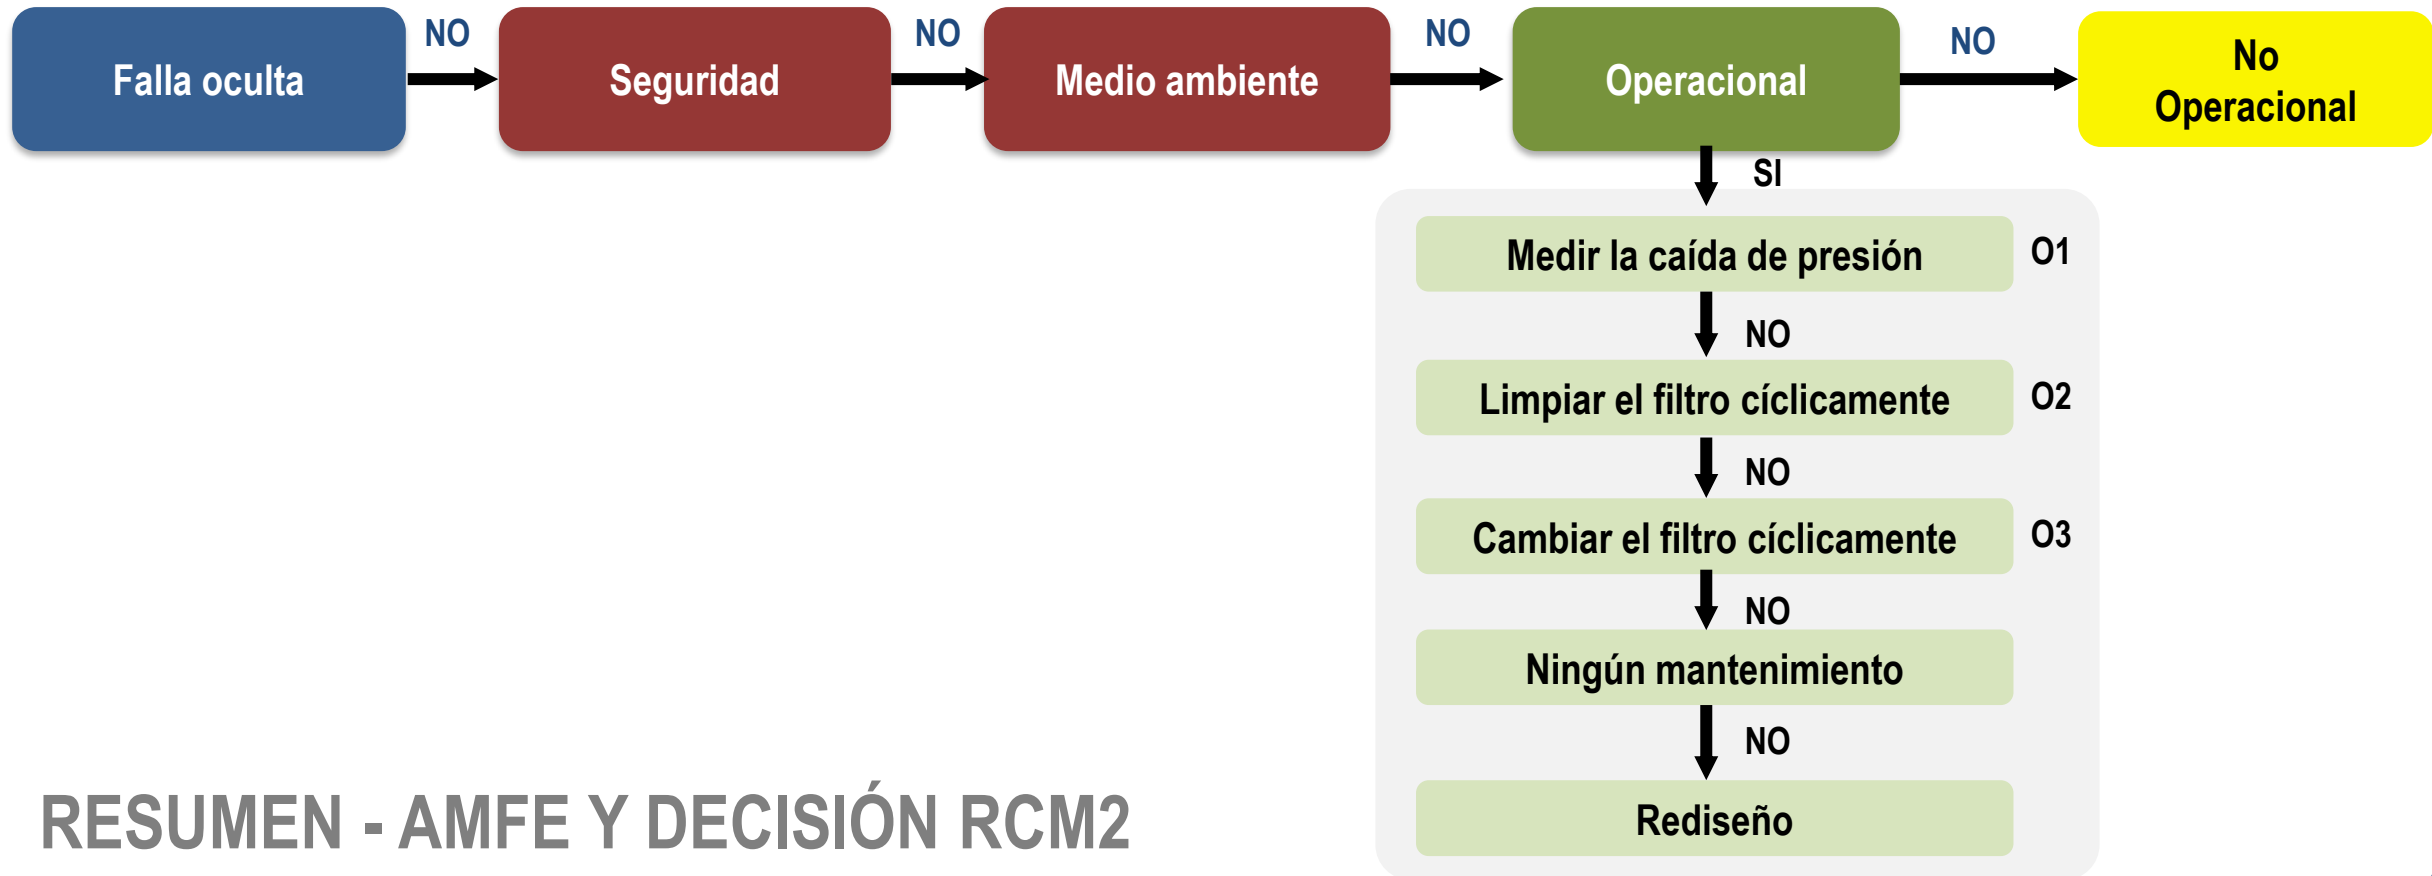 Falla oculta
NO
Seguridad
NO
Medio ambiente
NO
Operacional
NO
No
Operacional
SI
Medir la caída de presión
O1
NO
Limpiar el filtro cíclicamente
O2
NO
Cambiar el filtro cíclicamente
O3
NO
Ningún mantenimiento
NO
Rediseño
RESUMEN - AMFE Y DECISIÓN RCM2